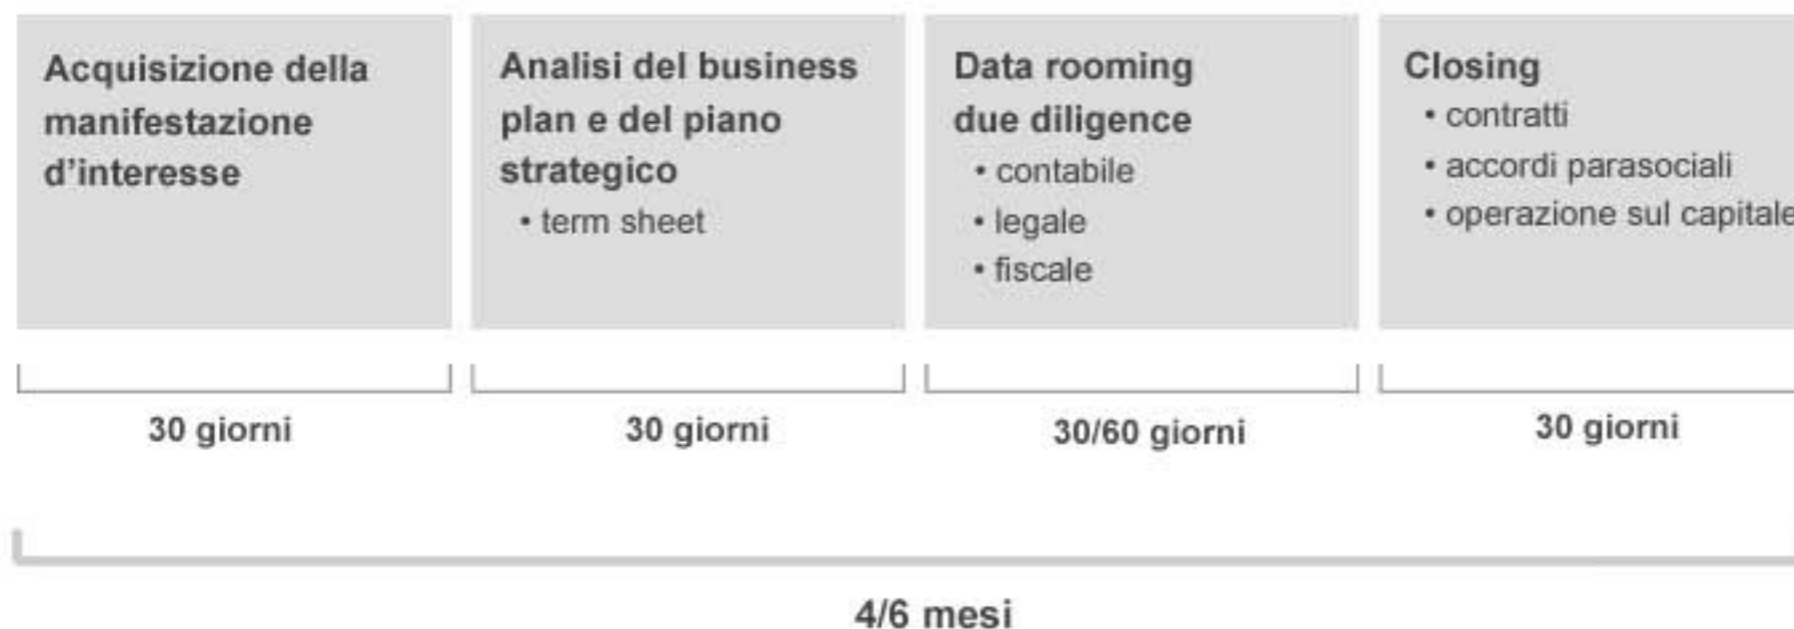 Acquisizione della
manifestazione
d’interesse
Analisi del business
plan e del piano
strategico
• term sheet
Data rooming
due diligence
• contabile
• legale
• fiscale
Closing
• contratti
• accordi parasociali
• operazione sul capitale
30 giorni
30 giorni
30/60 giorni
30 giorni
4/6 mesi